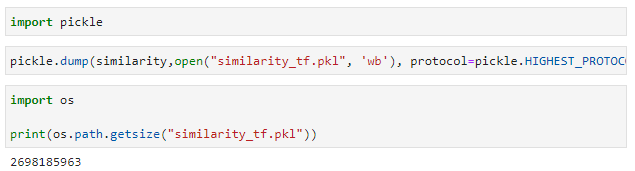 import pickle
pickle.dump(similarity,open("similarity_tf.pkl", 'wb'), protocol=pickle.HIGHEST_PROTOC
import os
print(os.path.getsize("similarity_tf.pkl"))
2698185963